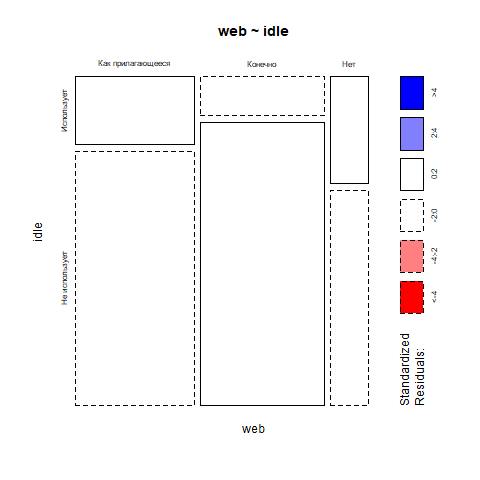 web ~ idle
Как прилагающееся
Конечно
Нет
Использует
Не использует
idle
web
>4
2:4
0:2
-2:0
-4:-2
<-4
Standardized
Residuals: